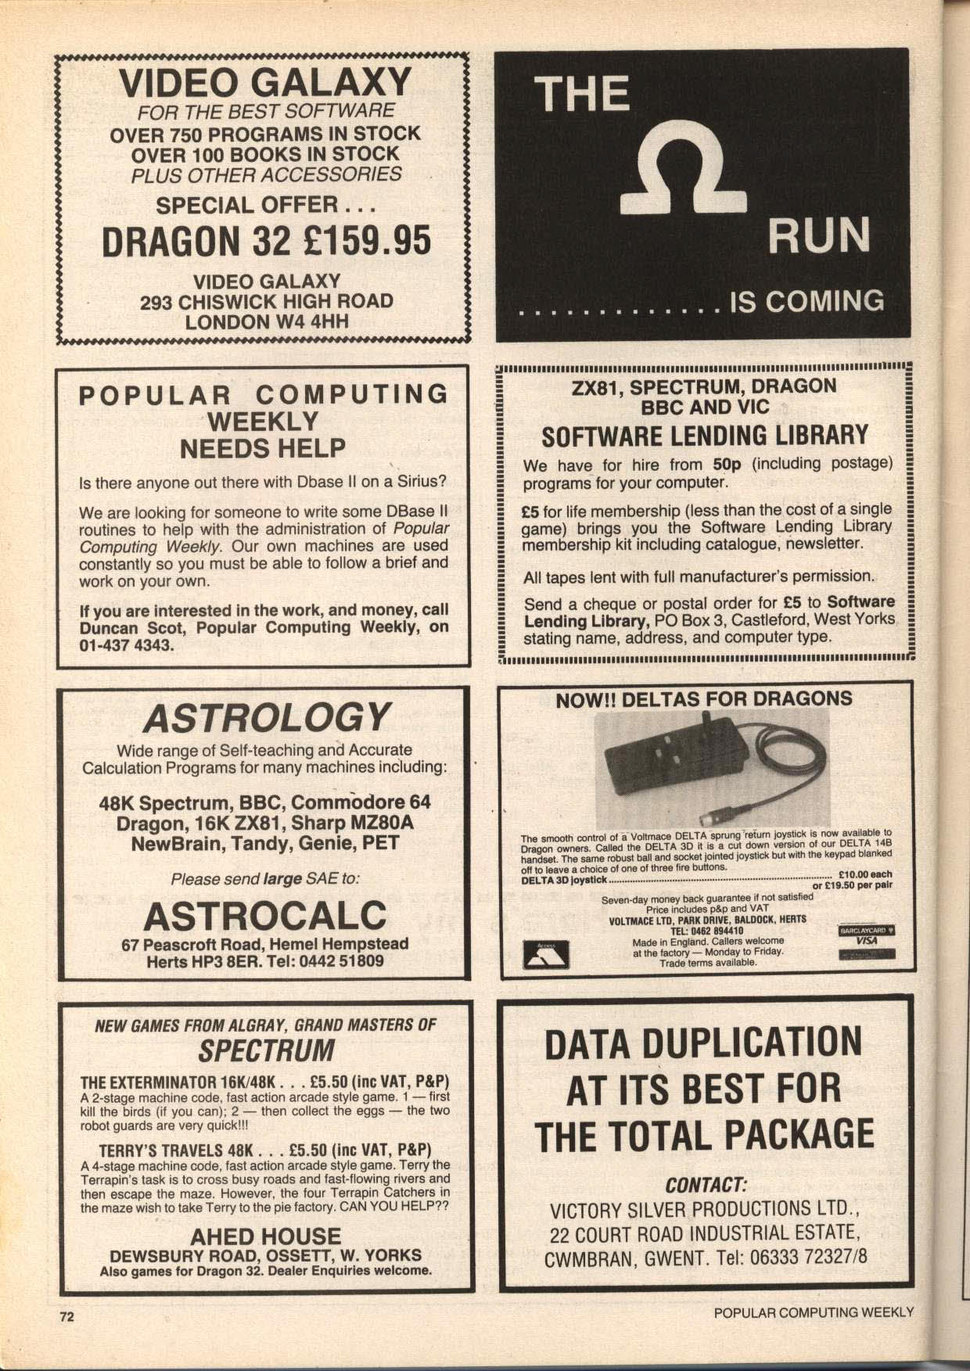 VIDEO GALAXY
FOR THE BEST SOFTWARE
OVER 750 PROGRAMS IN STOCK
OVER 100 BOOKS IN STOCK
PLUS OTHER ACCESSORIES
SPECIAL OFFER . . .
DRAGON 32 £159.95
VIDEO GALAXY
293 CHISWICK HIGH ROAD
LONDON W4 4HH
THE
Ω
RUN
. . . . . . . . . . . . . IS COMING
POPULAR COMPUTING
WEEKLY
NEEDS HELP
Is there anyone out there with Dbase II on a Sirius?
We are looking for someone to write some DBase II
routines to help with the administration of Popular
Computing Weekly. Our own machines are used
constantly so you must be able to follow a brief and
work on your own.
If you are interested in the work, and money, call
Duncan Scot, Popular Computing Weekly, on
01-437 4343.
ZX81, SPECTRUM, DRAGON
BBC AND VIC
SOFTWARE LENDING LIBRARY
We have for hire from 50p (including postage)
programs for your computer.
£5 for life membership (less than the cost of a single
game) brings you the Software Lending Library
membership kit including catalogue, newsletter.
All tapes lent with full manufacturer's permission.
Send a cheque or postal order for £5 to Software
Lending Library, PO Box 3, Castleford, West Yorks
stating name, address, and computer type.
ASTROLOGY
Wide range of Self-teaching and Accurate
Calculation Programs for many machines including:
48K Spectrum, BBC, Commodore 64
Dragon, 16K ZX81, Sharp MZ80A
NewBrain, Tandy, Genie, PET
Please send large SAE to:
ASTROCALC
67 Peascroft Road, Hemel Hempstead
Herts HP3 8ER. Tel: 0442 51809
NOW!! DELTAS FOR DRAGONS
The smooth control of a Voltmace DELTA sprung return joystick is now available to
Dragon owners. Called the DELTA 3D it is a cut down version of our DELTA 14B
handset. The same robust ball and socket jointed joystick but with the keypad blanked
off to leave a choice of one of three fire buttons.
DELTA 3D joystick ........................................ £10.00 each
or £19.50 per pair
Seven-day money back guarantee if not satisfied
Price includes p&p and VAT
VOLTMACE LTD, PARK DRIVE, BALDOCK, HERTS
TEL: 0462 894410
Made in England. Callers welcome
at the factory — Monday to Friday.
Trade terms available.
Access
BARCLAYCARD
VISA
NEW GAMES FROM ALGRAY, GRAND MASTERS OF
SPECTRUM
THE EXTERMINATOR 16K/48K . . . £5.50 (inc VAT, P&P)
A 2-stage machine code, fast action arcade style game. 1 — first
kill the birds (if you can); 2 — then collect the eggs — the two
robot guards are very quick!!!
TERRY'S TRAVELS 48K . . . £5.50 (inc VAT, P&P)
A 4-stage machine code, fast action arcade style game. Terry the
Terrapin's task is to cross busy roads and fast-flowing rivers and
then escape the maze. However, the four Terrapin Catchers in
the maze wish to take Terry to the pie factory. CAN YOU HELP??
AHED HOUSE
DEWSBURY ROAD, OSSETT, W. YORKS
Also games for Dragon 32. Dealer Enquiries welcome.
DATA DUPLICATION
AT ITS BEST FOR
THE TOTAL PACKAGE
CONTACT:
VICTORY SILVER PRODUCTIONS LTD.,
22 COURT ROAD INDUSTRIAL ESTATE,
CWMBRAN, GWENT. Tel: 06333 72327/8
72
POPULAR COMPUTING WEEKLY